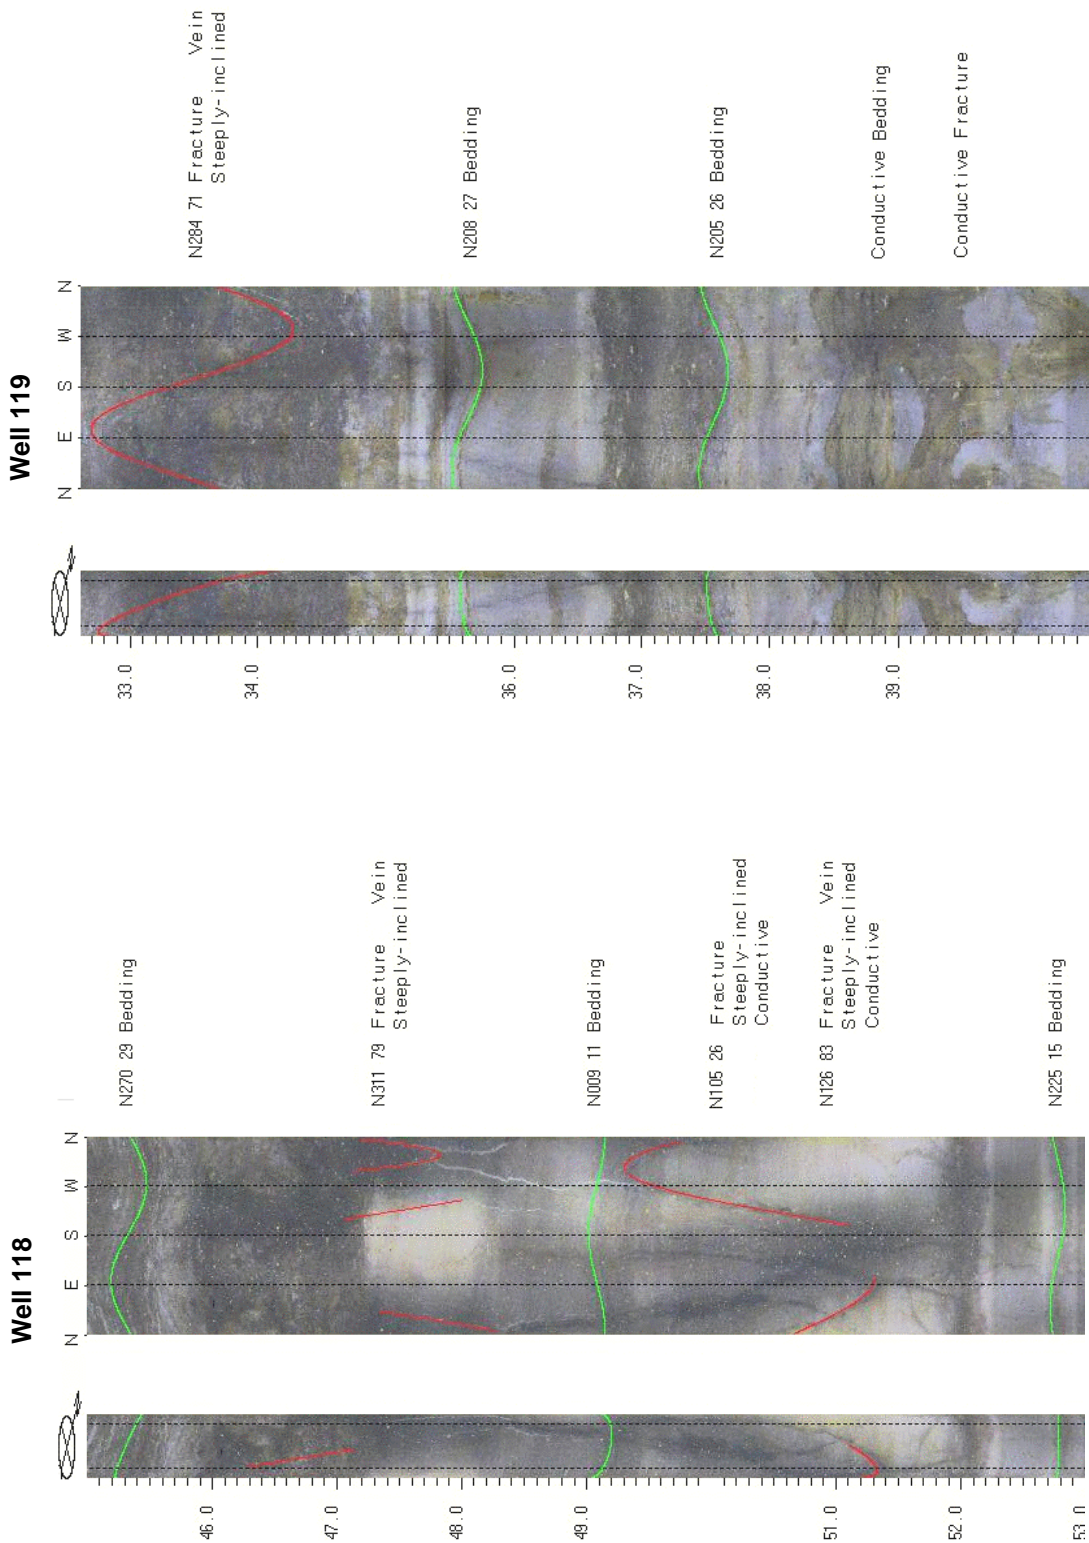 Well 119
N E S W N
33.0
34.0
36.0
37.0
38.0
39.0
N284 71 Fracture Vein
Steeply-inclined
N208 27 Bedding
N205 26 Bedding
Conductive Bedding
Conductive Fracture
Well 118
N E S W N
46.0
47.0
48.0
49.0
51.0
52.0
53.0
N270 29 Bedding
N311 79 Fracture Vein
Steeply-inclined
N009 11 Bedding
N105 26 Fracture
Steeply-inclined
Conductive
N126 83 Fracture Vein
Steeply-inclined
Conductive
N225 15 Bedding